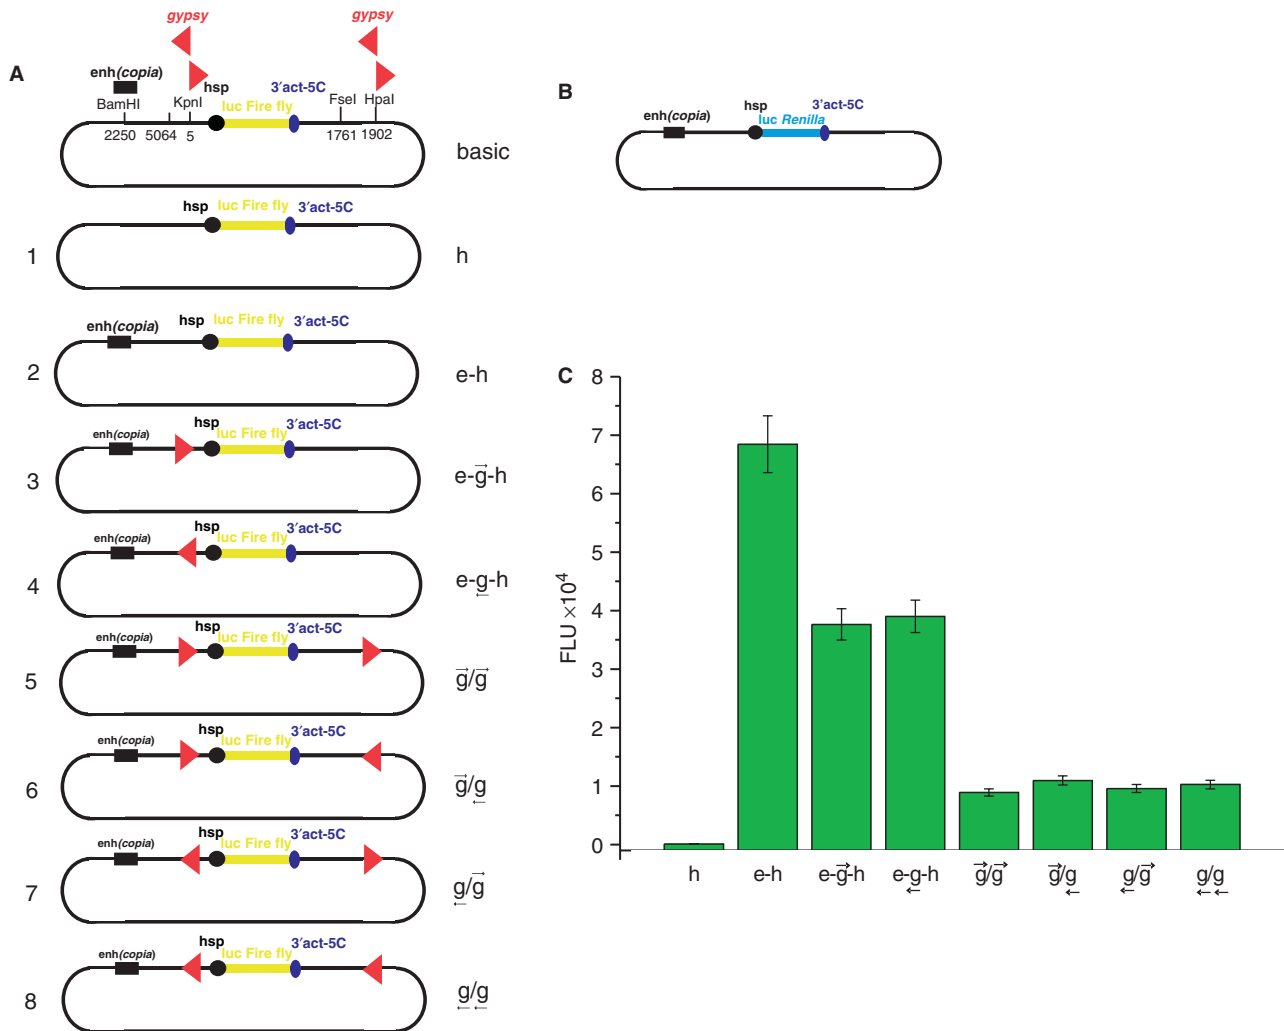 A
gypsy gypsy
enh(copia) hsp 3′act-5C
BamHI KpnI luc Fire fly FseI HpaI
2250 5064 5 1761 1902
basic
hsp luc Fire fly 3′act-5C
1 h
enh(copia) hsp luc Fire fly 3′act-5C
2 e-h
enh(copia) hsp luc Fire fly 3′act-5C
3 e-g⃗-h
enh(copia) hsp luc Fire fly 3′act-5C
4 e-g-h
←
enh(copia) hsp luc Fire fly 3′act-5C
5 g⃗/g⃗
enh(copia) hsp luc Fire fly 3′act-5C
6 g⃗/g
←
enh(copia) hsp luc Fire fly 3′act-5C
7 g/g⃗
←
enh(copia) hsp luc Fire fly 3′act-5C
8 g/g
← ←
B
enh(copia) hsp luc Renilla 3'act-5C
C
FLU ×10⁴
8
7
6
5
4
3
2
1
0
h e-h e-g⃗-h e-g-h g⃗/g⃗ g⃗/g g/g⃗ g/g
← ← ← ← ←